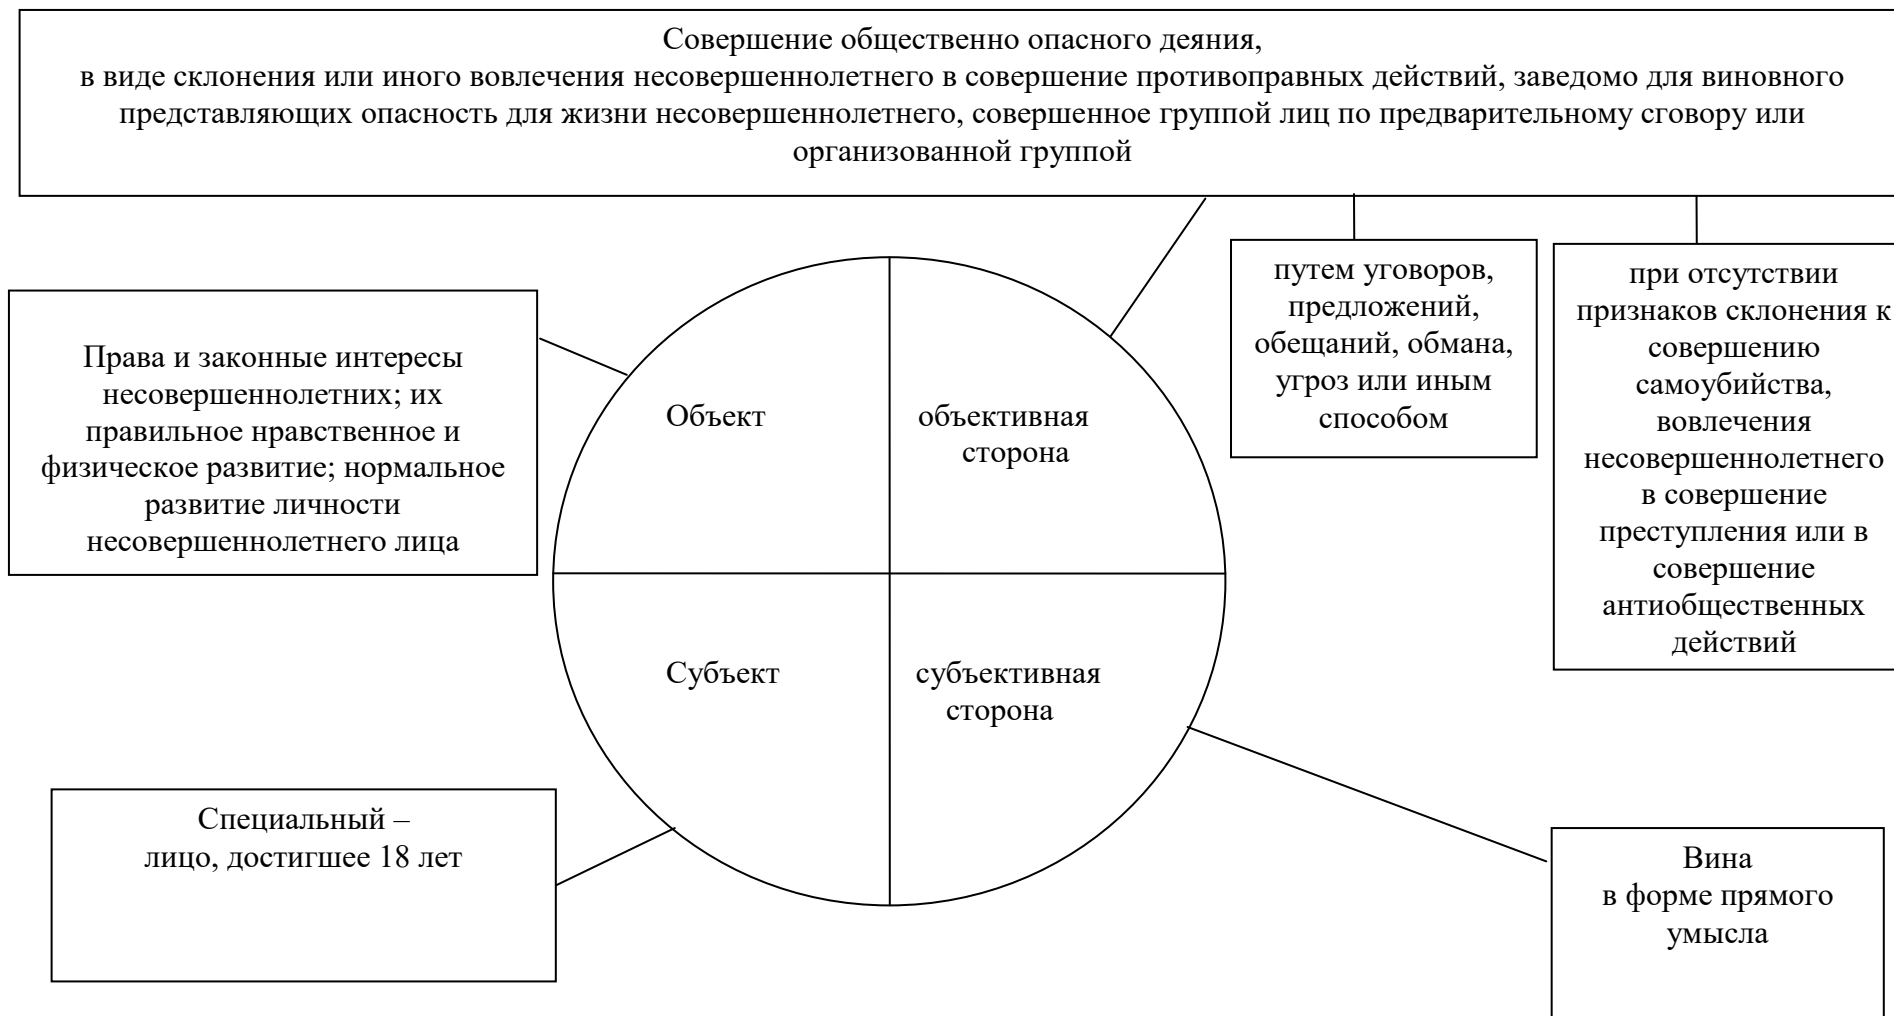 Совершение общественно опасного деяния,
в виде склонения или иного вовлечения несовершеннолетнего в совершение противоправных действий, заведомо для виновного
представляющих опасность для жизни несовершеннолетнего, совершенное группой лиц по предварительному сговору или
организованной группой
путем уговоров,
предложений,
обещаний, обмана,
угроз или иным
способом
при отсутствии
признаков склонения к
совершению
самоубийства,
вовлечения
несовершеннолетнего
в совершение
преступления или в
совершение
антиобщественных
действий
Права и законные интересы
несовершеннолетних; их
правильное нравственное и
физическое развитие; нормальное
развитие личности
несовершеннолетнего лица
Объект
объективная
сторона
Субъект
субъективная
сторона
Специальный –
лицо, достигшее 18 лет
Вина
в форме прямого
умысла